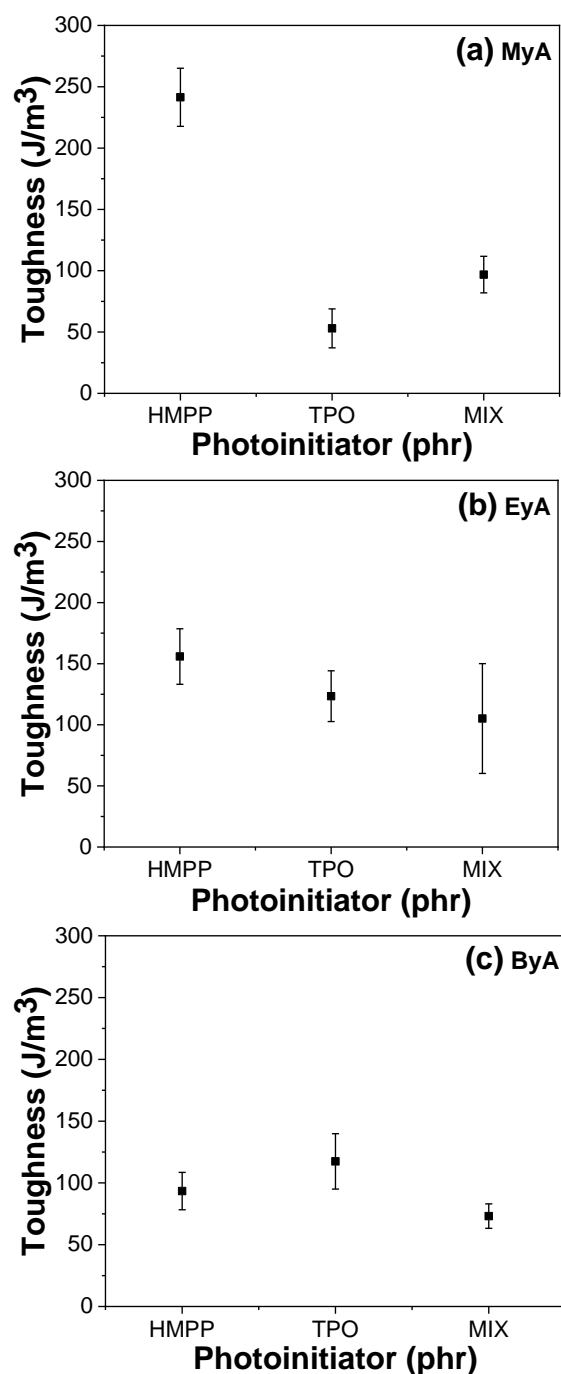 (a) MyA
Toughness (J/m3)
300
250
200
150
100
50
0
HMPP TPO MIX
Photoinitiator (phr)
(b) EyA
Toughness (J/m3)
300
250
200
150
100
50
0
HMPP TPO MIX
Photoinitiator (phr)
(c) ByA
Toughness (J/m3)
300
250
200
150
100
50
0
HMPP TPO MIX
Photoinitiator (phr)